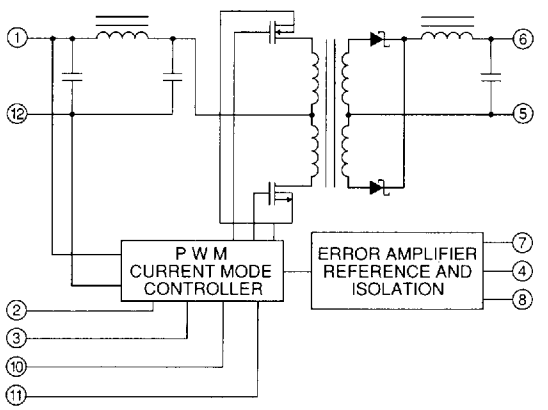 1
6
12
5
P W M
CURRENT MODE
CONTROLLER
ERROR AMPLIFIER
REFERENCE AND
ISOLATION
7
4
8
2
3
10
11